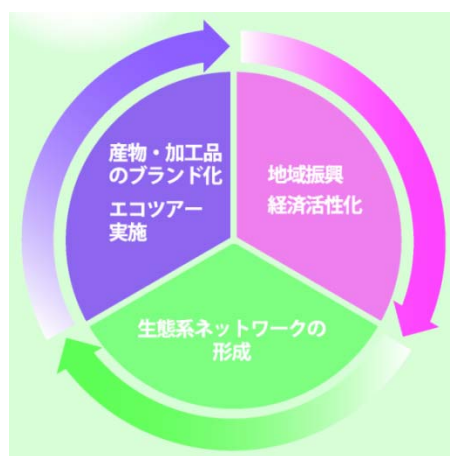 産物・加工品
のブランド化
エコツアー
実施
地域振興
経済活性化
生態系ネットワークの
形成